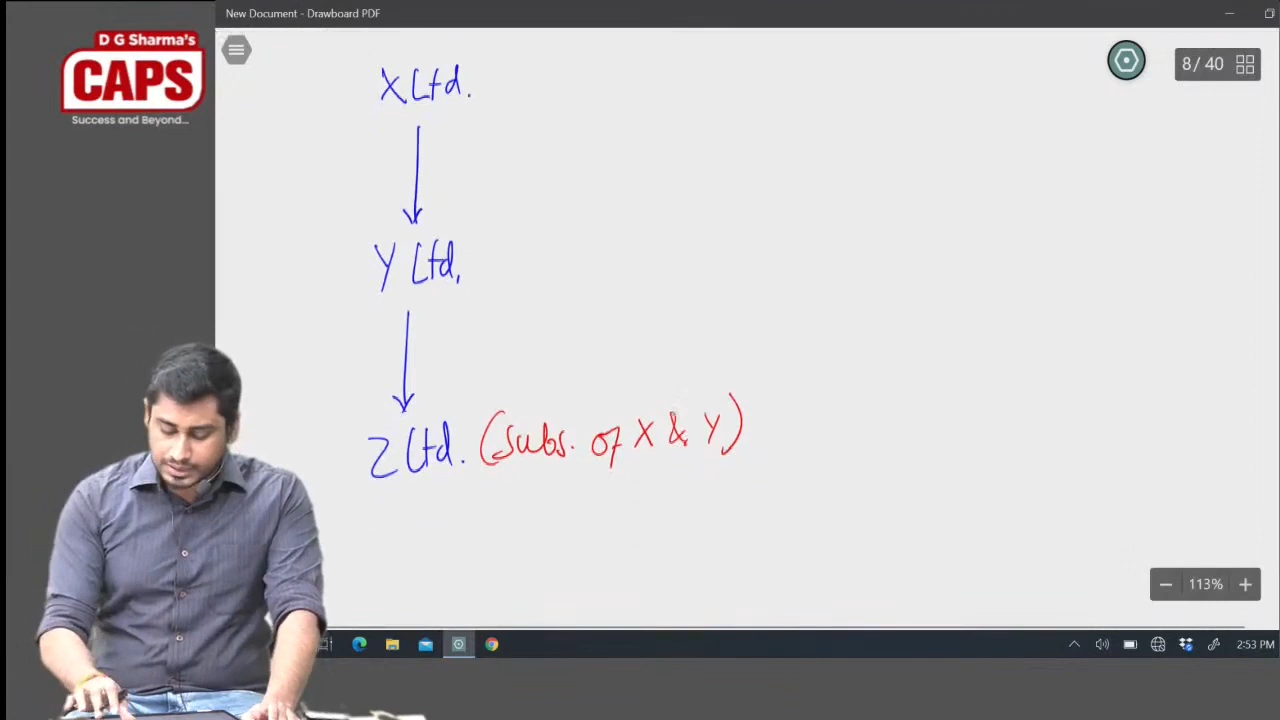 New Document - Drawboard PDF
D G Sharma's
CAPS
Success and Beyond...
8 / 40
X Ltd.
Y Ltd.
Z Ltd. (Subs. of X & Y)
113%
2:53 PM